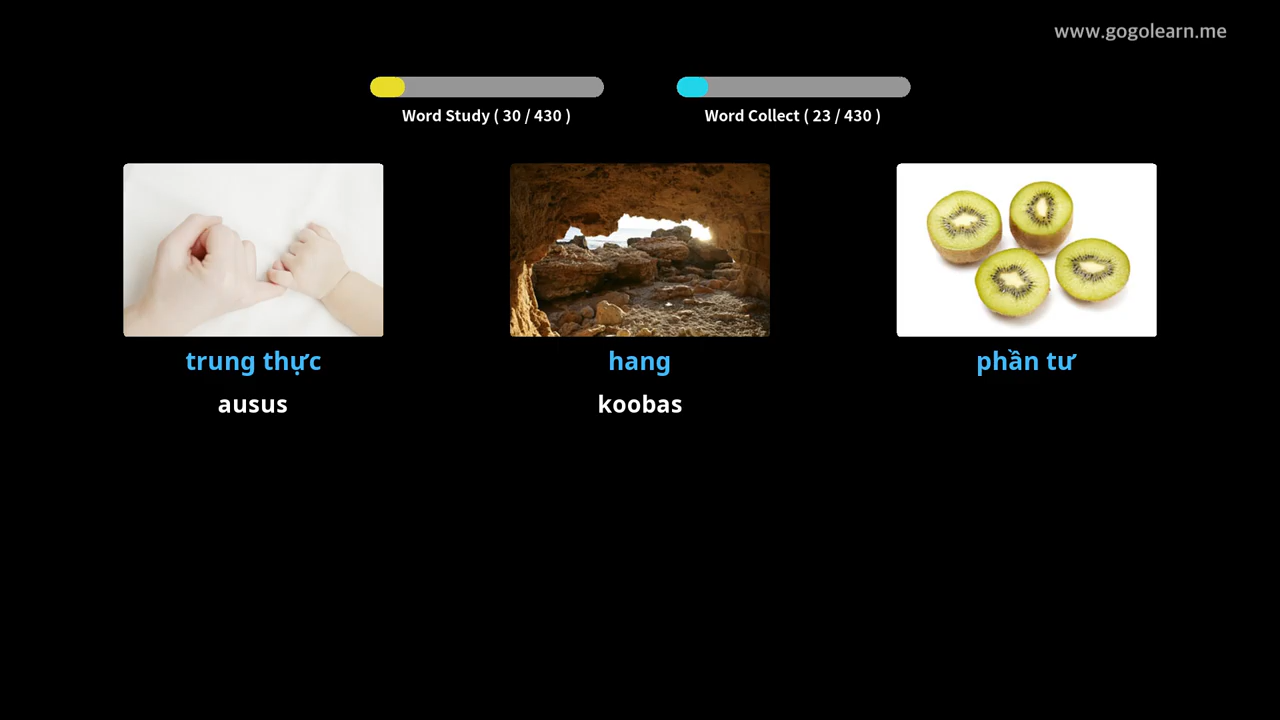 www.gogolearn.me
Word Study ( 30 / 430 )
Word Collect ( 23 / 430 )
trung thực
hang
phần tư
ausus
koobas